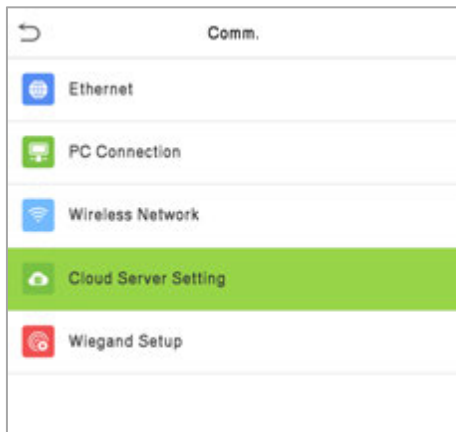 Comm.
Ethernet
PC Connection
Wireless Network
Cloud Server Setting
Wiegand Setup